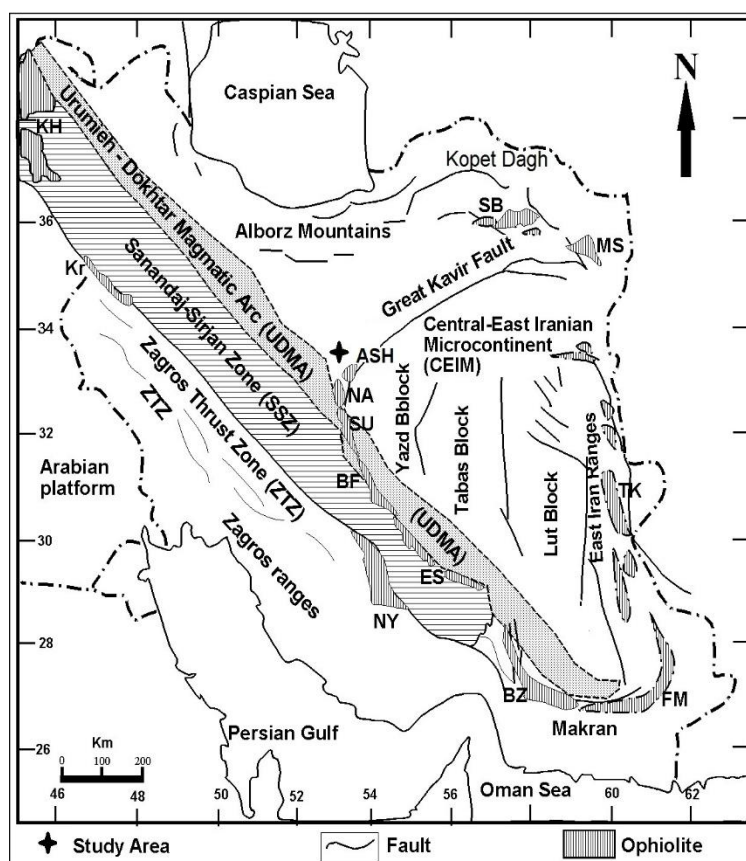 Caspian Sea
N
Kopet Dagh
Urumieh - Dokhtar Magmatic Arc (UDMA)
KH
SB
36
Alborz Mountains
MS
Kr
Sanandaj-Sirjan Zone (SSZ)
Great Kavir Fault
34
Central-East Iranian
Microcontinent
(CEIM)
ASH
NA
Zagros Thrust Zone (ZTZ)
ZTZ
SU
32
Yazd Bblock
Tabas Block
Arabian
platform
BF
Lut Block
East Iran Ranges
TK
(UDMA)
30
Zagros ranges
ES
NY
28
BZ
FM
Makran
Persian Gulf
26
Km
0 100 200
Oman Sea
46 48 50 52 54 56 58 60 62
Study Area
Fault
Ophiolite